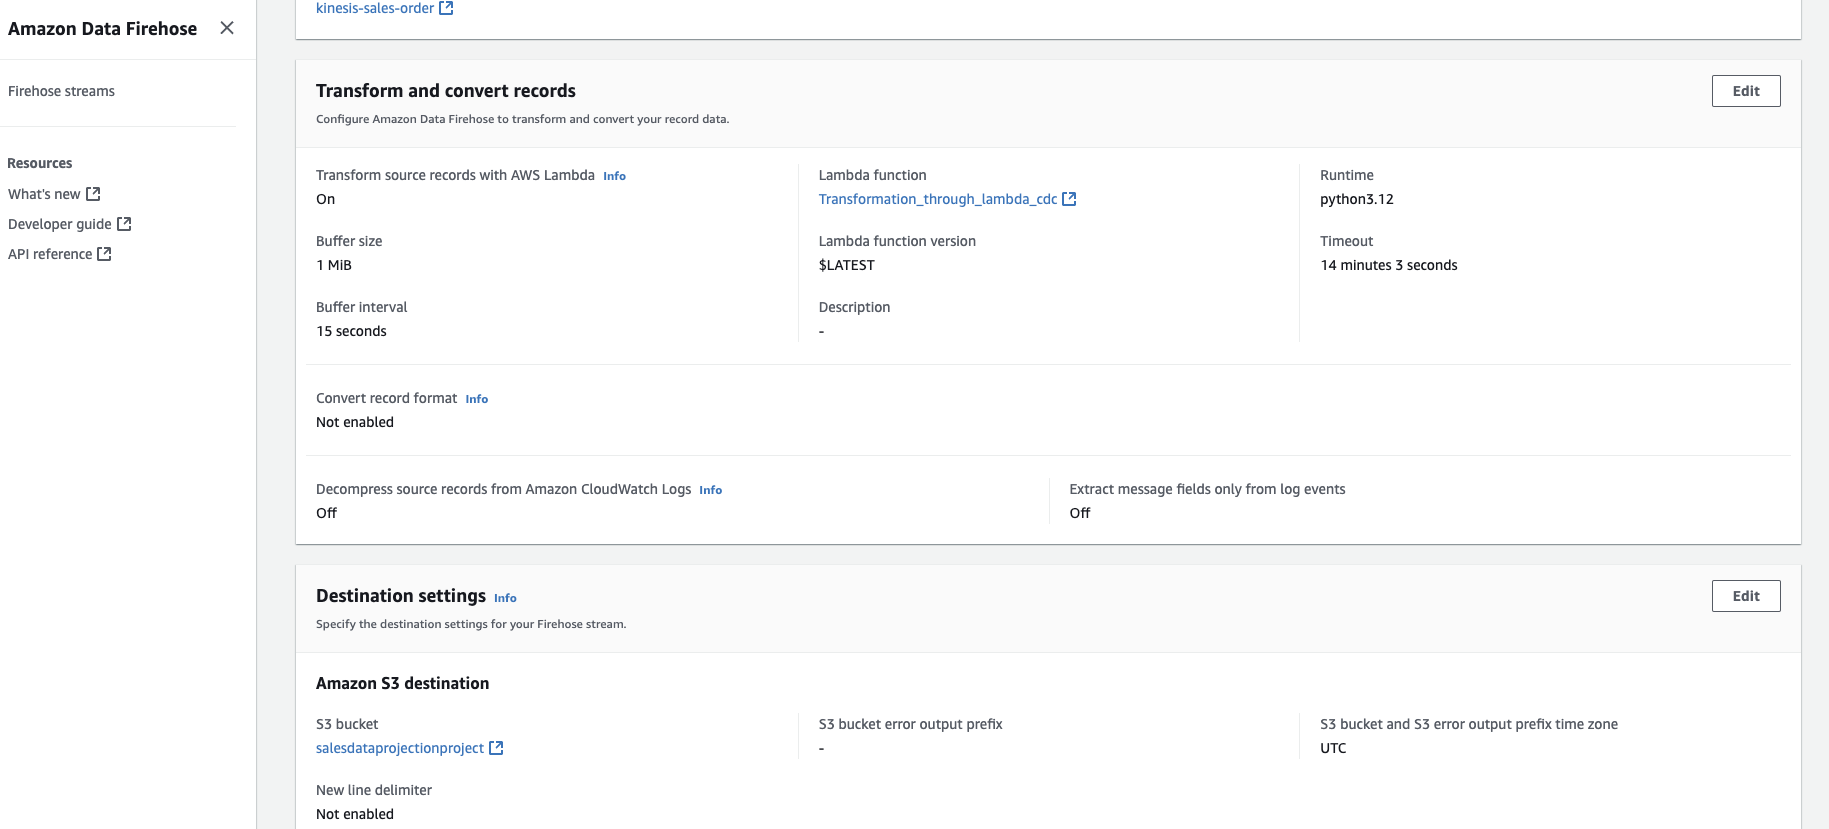 Amazon Data Firehose
Firehose streams
Resources
What's new
Developer guide
API reference
kinesis-sales-order
Transform and convert records
Edit
Configure Amazon Data Firehose to transform and convert your record data.
Transform source records with AWS Lambda Info
On
Buffer size
1 MiB
Buffer interval
15 seconds
Lambda function
Transformation_through_lambda_cdc
Lambda function version
$LATEST
Description
-
Runtime
python3.12
Timeout
14 minutes 3 seconds
Convert record format Info
Not enabled
Decompress source records from Amazon CloudWatch Logs Info
Off
Extract message fields only from log events
Off
Destination settings Info
Edit
Specify the destination settings for your Firehose stream.
Amazon S3 destination
S3 bucket
salesdataprojectionproject
S3 bucket error output prefix
-
S3 bucket and S3 error output prefix time zone
UTC
New line delimiter
Not enabled